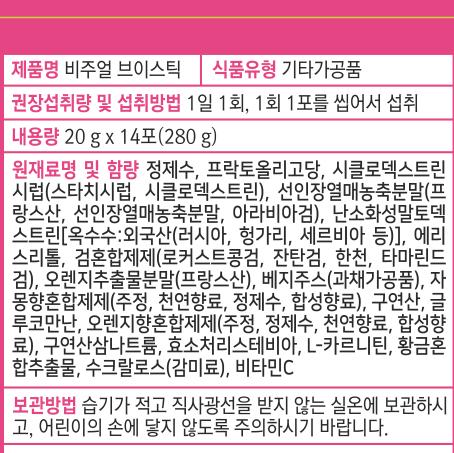 제품명 비주얼 브이스틱 식품유형 기타가공품
권장섭취량 및 섭취방법 1일 1회, 1회 1포를 씹어서 섭취
내용량 20 g x 14포(280 g)
원재료명 및 함량 정제수, 프락토올리고당, 시클로덱스트린
시럽(스타치시럽, 시클로덱스트린), 선인장열매농축분말(프
랑스산, 선인장열매농축분말, 아라비아검), 난소화성말토덱
스트린[옥수수:외국산(러시아, 헝가리, 세르비아 등)], 에리
스리톨, 검혼합제제(로커스트콩검, 잔탄검, 한천, 타마린드
검), 오렌지추출물분말(프랑스산), 베지주스(과채가공품), 자
몽향혼합제제(주정, 천연향료, 정제수, 합성향료), 구연산, 글
루코만난, 오렌지향혼합제제(주정, 정제수, 천연향료, 합성향
료), 구연산삼나트륨, 효소처리스테비아, L-카르니틴, 황금혼
합추출물, 수크랄로스(감미료), 비타민C
보관방법 습기가 적고 직사광선을 받지 않는 실온에 보관하시
고, 어린이의 손에 닿지 않도록 주의하시기 바랍니다.